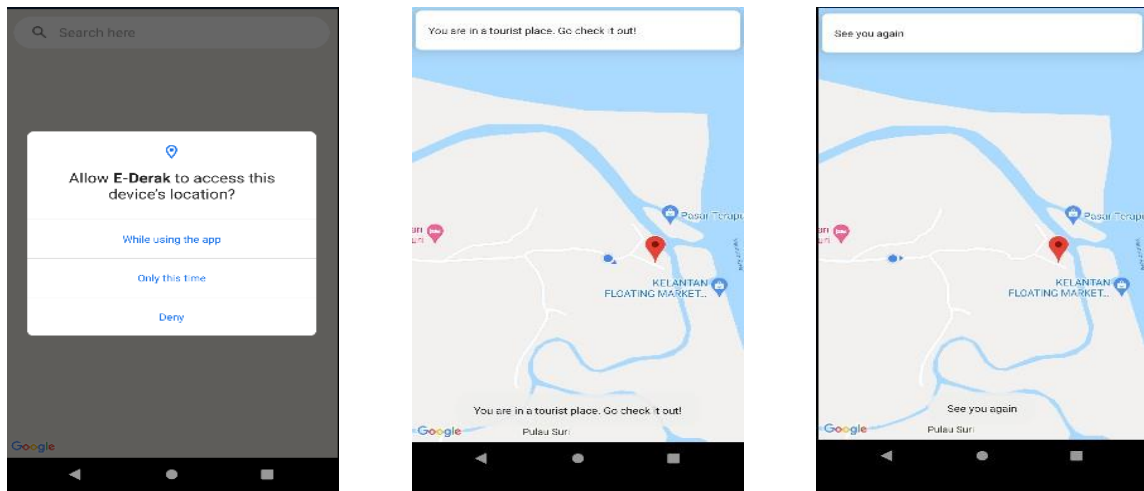 Search here
Allow E-Derak to access this
device's location?
While using the app
Only this time
Deny
Google
You are in a tourist place. Go check it out!
Pasar Terapu
uri
uri
KELANTAN
FLOATING MARKET...
You are in a tourist place. Go check it out!
Google
Pulau Suri
See you again
Pasar Terapu
KELANTAN
FLOATING MARKET...
See you again
Google
Pulau Suri